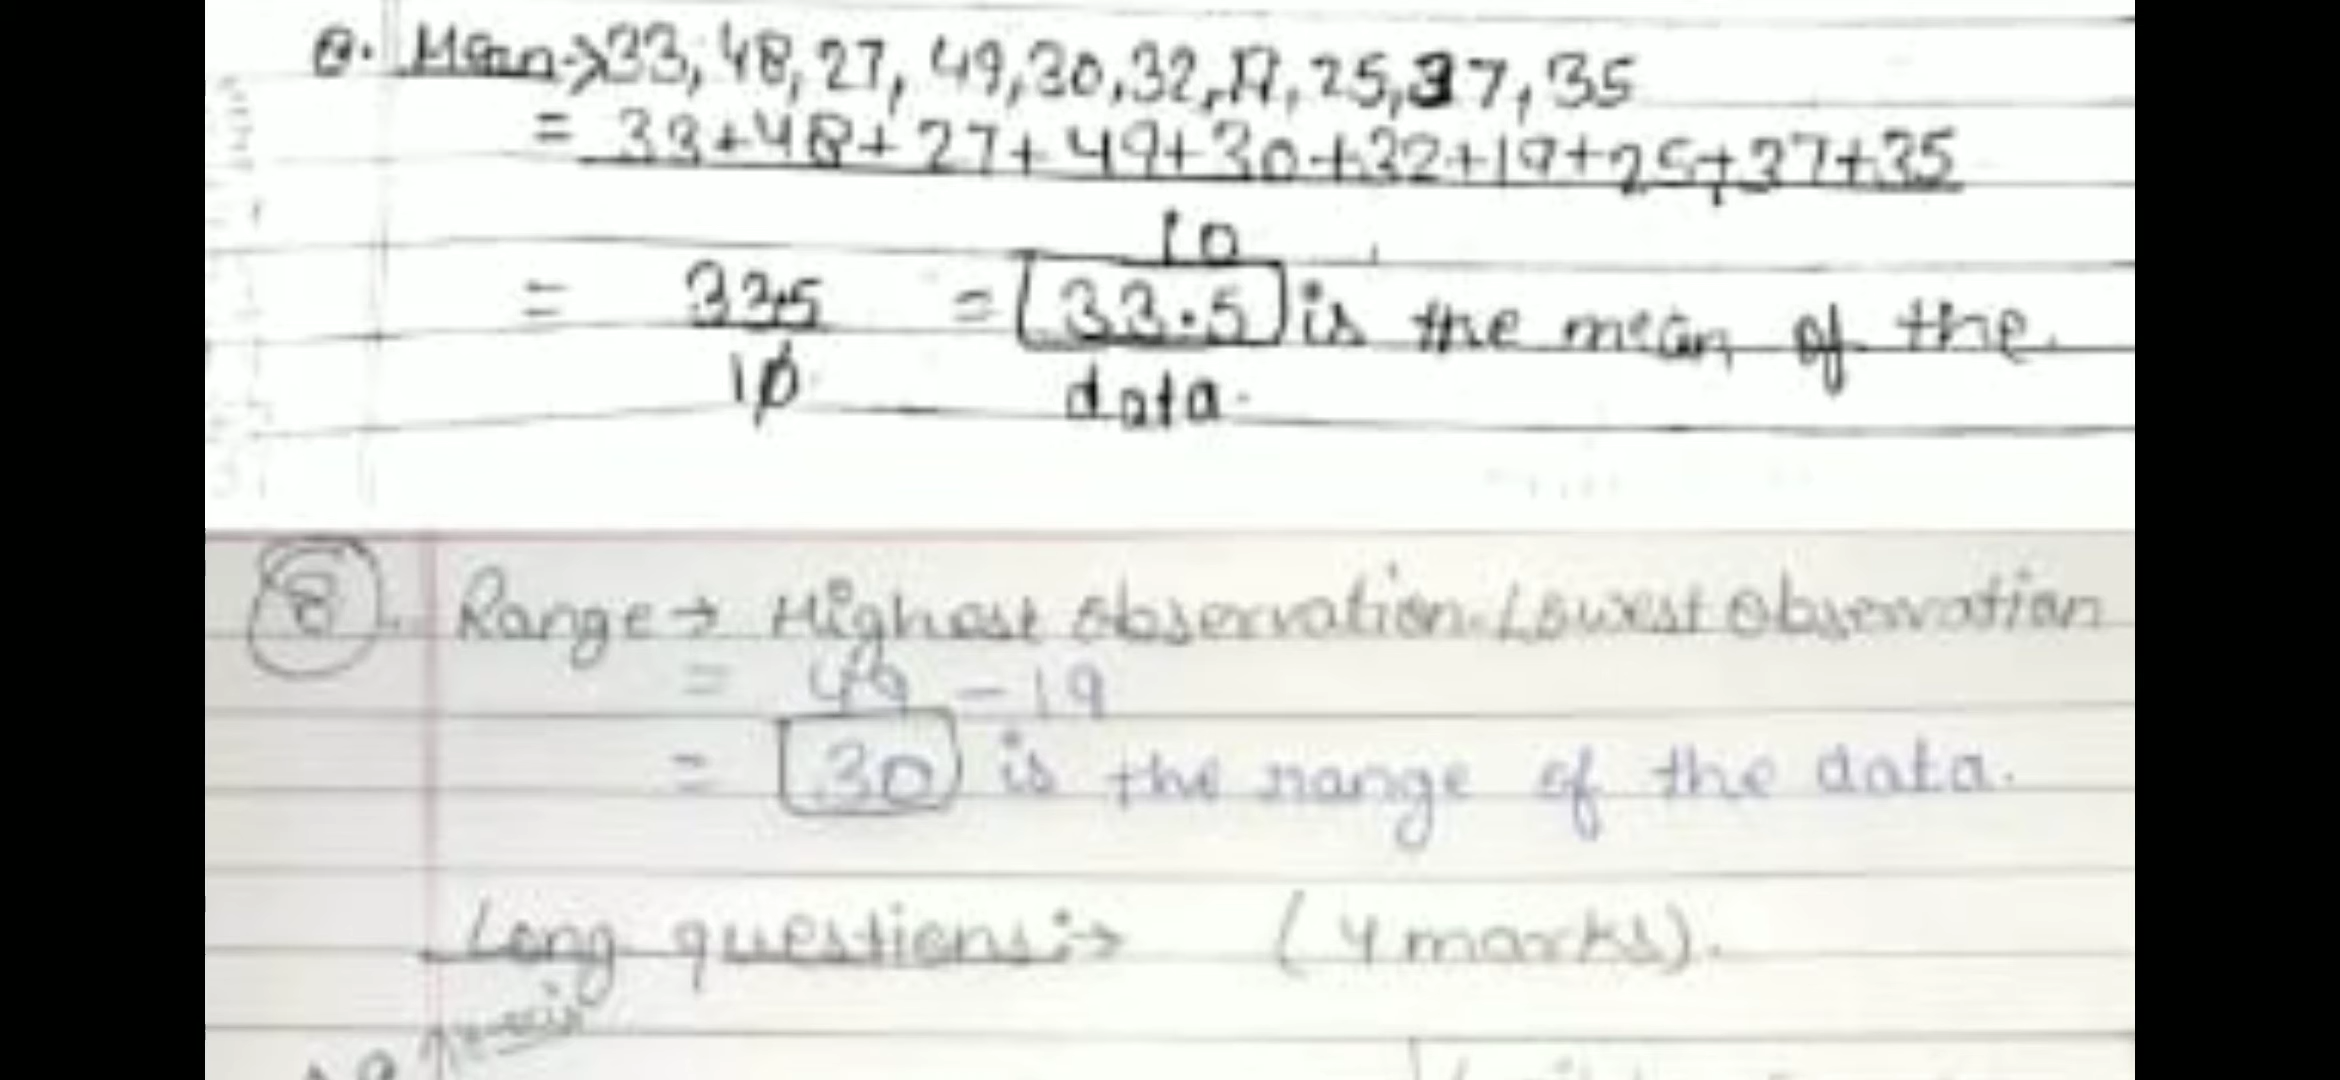 Q. Mean→33, 48, 27, 49, 30, 32, 19, 25, 37, 35
= 33+48+27+49+30+32+19+25+37+35
10
= 335 = 33.5 is the mean of the
10 data.
8. Range → Highest observation-Lowest observation
= 49 - 19
= 30 is the range of the data.
Long questions:→ (4 marks).